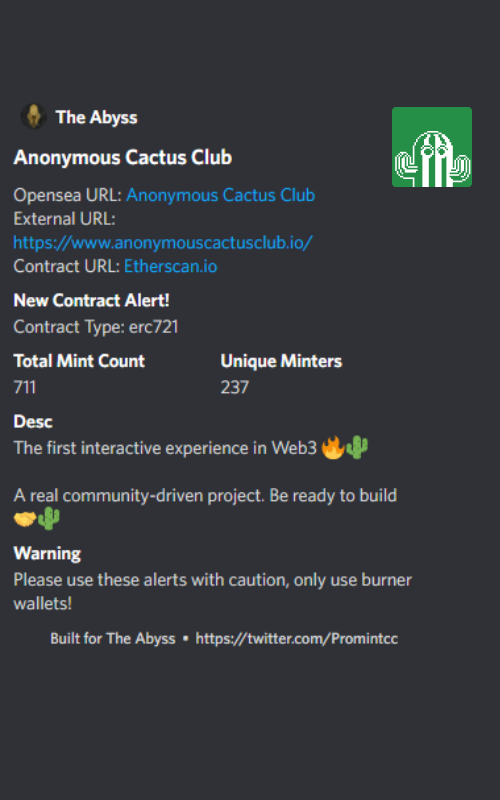 The Abyss
Anonymous Cactus Club
Opensea URL: Anonymous Cactus Club
External URL:
https://www.anonymouscactusclub.io/
Contract URL: Etherscan.io
New Contract Alert!
Contract Type: erc721
Total Mint Count Unique Minters
711 237
Desc
The first interactive experience in Web3 🔥🌵
A real community-driven project. Be ready to build
🤝🌵
Warning
Please use these alerts with caution, only use burner
wallets!
Built for The Abyss • https://twitter.com/Promintcc